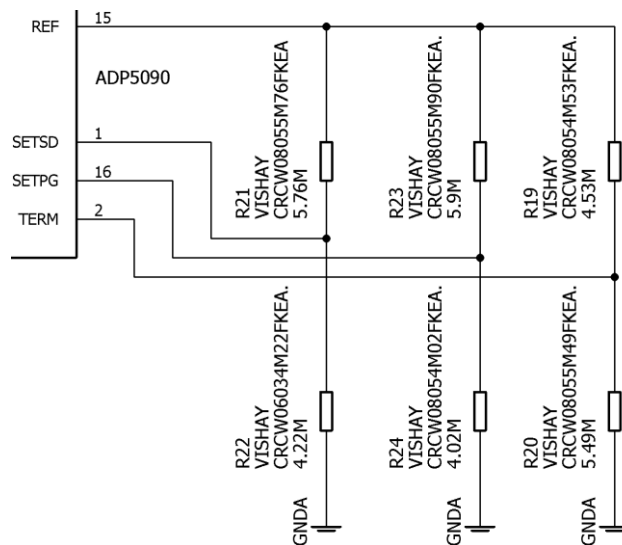 REF
15
ADP5090
SETSD
1
SETPG
16
TERM
2
R21
VISHAY
CRCW08055M76FKEA
5.76M
R23
VISHAY
CRCW08055M90FKEA.
5.9M
R19
VISHAY
CRCW08054M53FKEA.
4.53M
R22
VISHAY
CRCW06034M22FKEA.
4.22M
R24
VISHAY
CRCW08054M02FKEA.
4.02M
R20
VISHAY
CRCW08055M49FKEA.
5.49M
GNDA
GNDA
GNDA